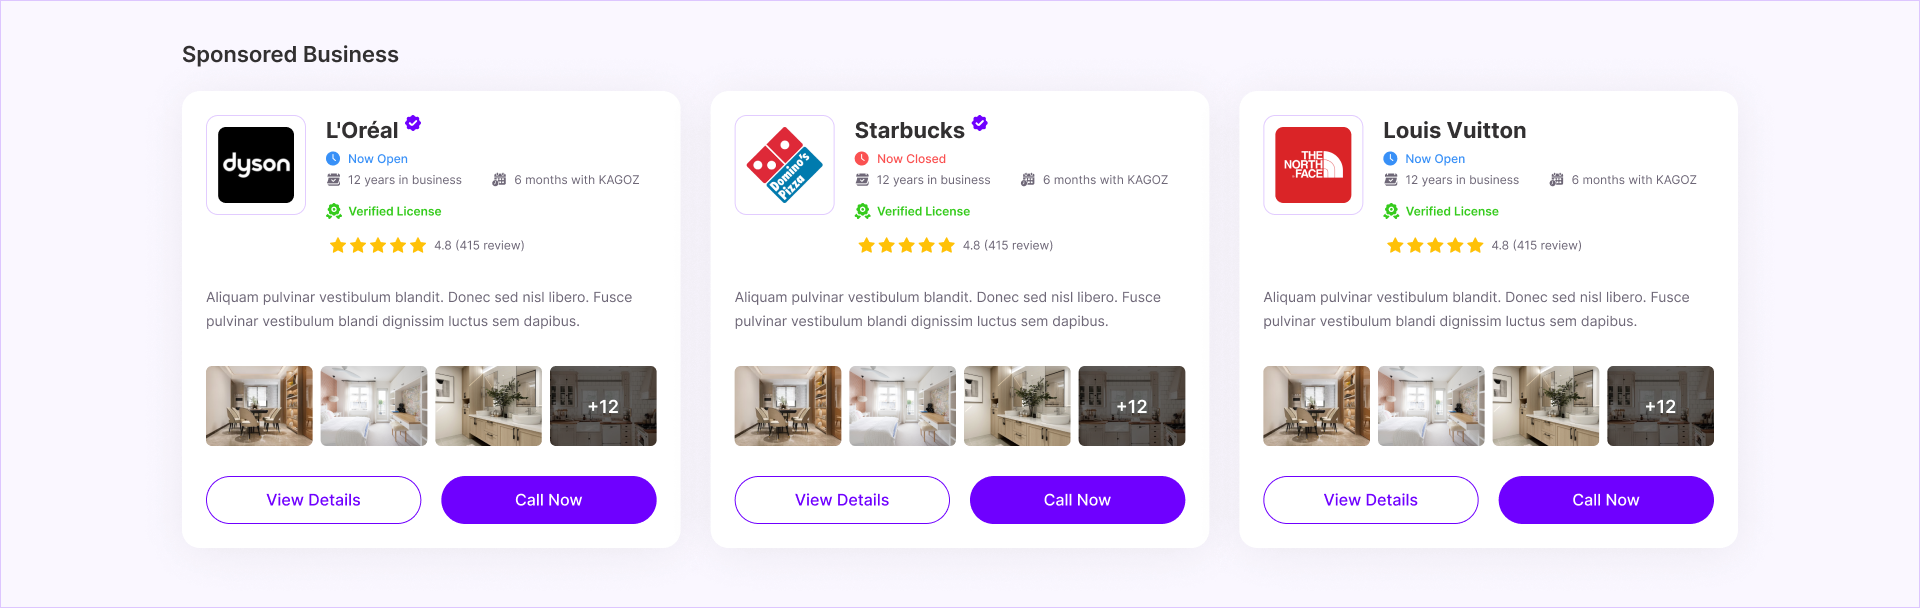 Sponsored Business
dyson
L'Oréal
Now Open
12 years in business
6 months with KAGOZ
Verified License
4.8 (415 review)
Aliquam pulvinar vestibulum blandit. Donec sed nisl libero. Fusce
pulvinar vestibulum blandi dignissim luctus sem dapibus.
+12
View Details
Call Now
Domino's
Pizza
Starbucks
Now Closed
12 years in business
6 months with KAGOZ
Verified License
4.8 (415 review)
Aliquam pulvinar vestibulum blandit. Donec sed nisl libero. Fusce
pulvinar vestibulum blandi dignissim luctus sem dapibus.
+12
View Details
Call Now
THE
NORTH
FACE
Louis Vuitton
Now Open
12 years in business
6 months with KAGOZ
Verified License
4.8 (415 review)
Aliquam pulvinar vestibulum blandit. Donec sed nisl libero. Fusce
pulvinar vestibulum blandi dignissim luctus sem dapibus.
+12
View Details
Call Now